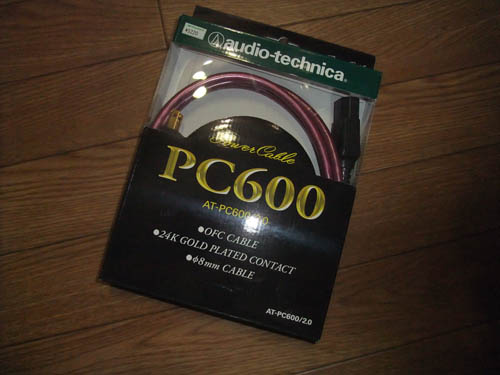 audio-technica®
Power Cable
PC600
AT-PC600/2.0
●OFC CABLE
●24K GOLD PLATED CONTACT
●φ8mm CABLE
AT-PC600/2.0